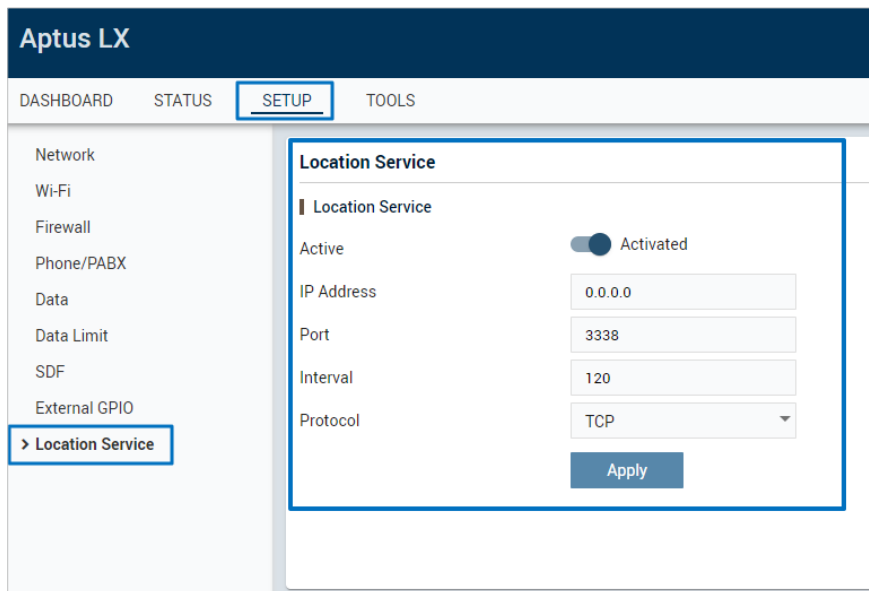 Aptus LX
DASHBOARD STATUS SETUP TOOLS
Network
Wi-Fi
Firewall
Phone/PABX
Data
Data Limit
SDF
External GPIO
> Location Service
Location Service
Location Service
Active Activated
IP Address 0.0.0.0
Port 3338
Interval 120
Protocol TCP
Apply